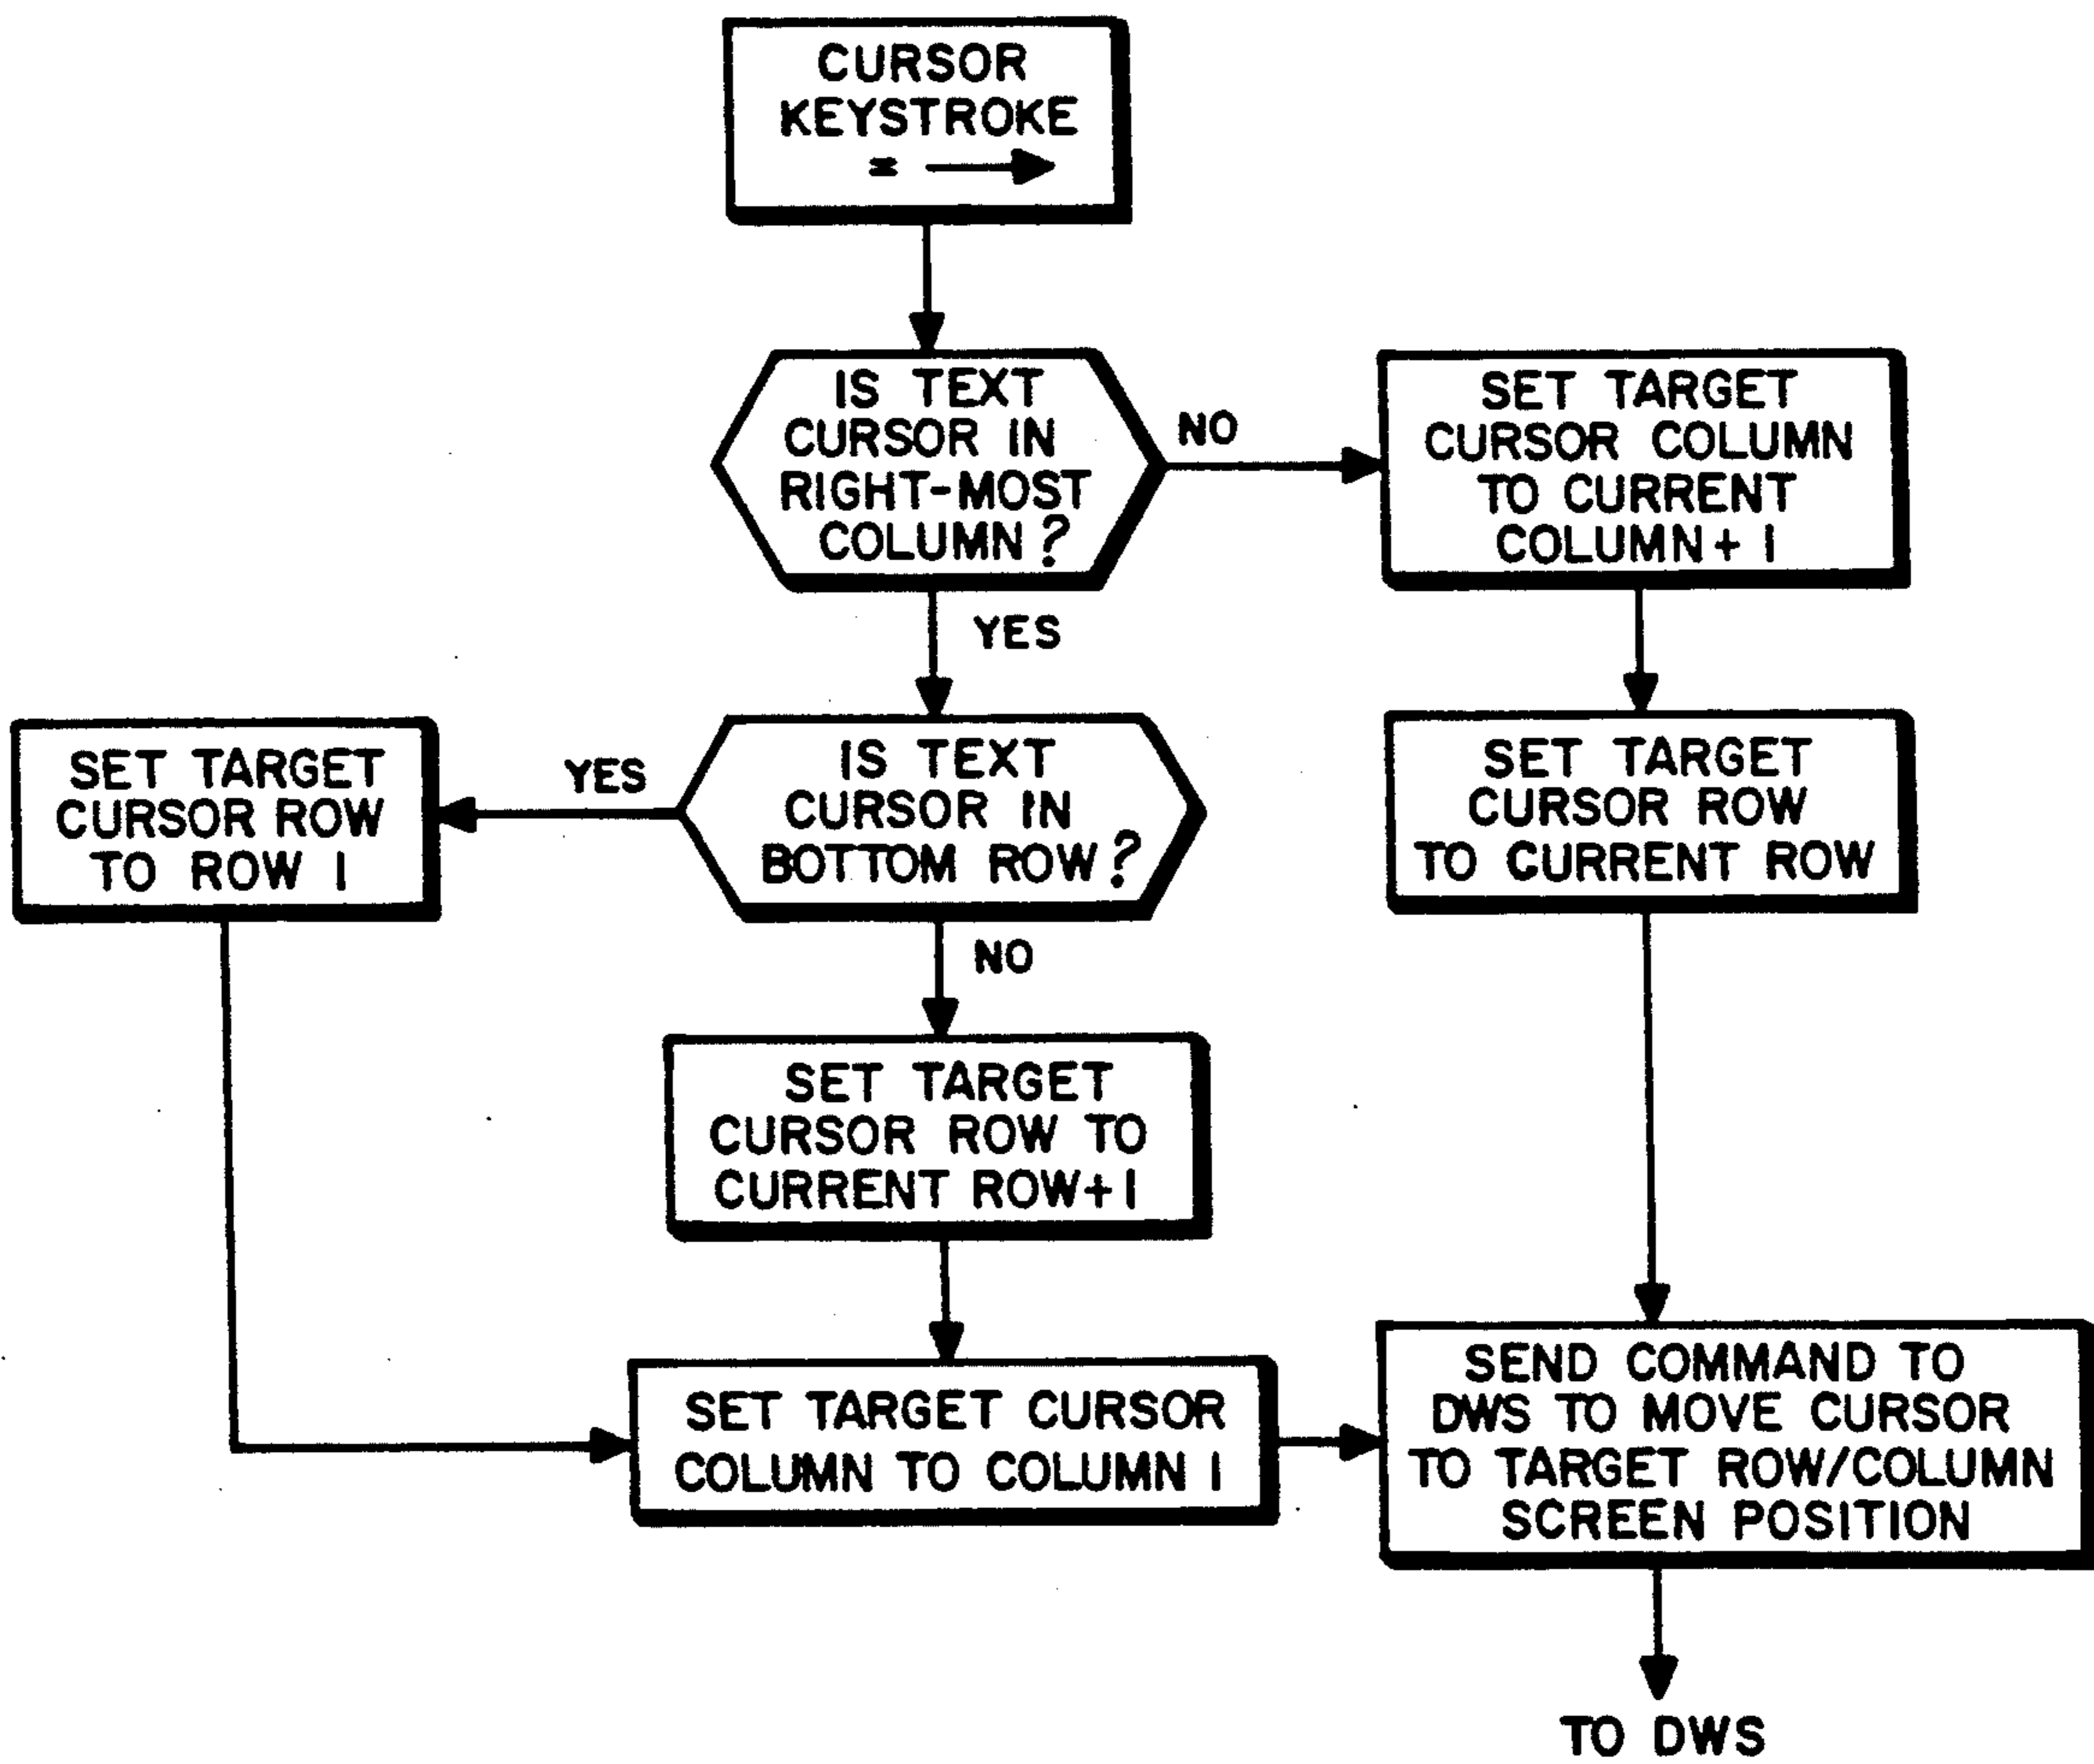 CURSOR
KEYSTROKE
= →
IS TEXT
CURSOR IN
RIGHT-MOST
COLUMN?
NO
SET TARGET
CURSOR COLUMN
TO CURRENT
COLUMN + 1
YES
SET TARGET
CURSOR ROW
TO ROW 1
YES
IS TEXT
CURSOR IN
BOTTOM ROW?
SET TARGET
CURSOR ROW
TO CURRENT ROW
NO
SET TARGET
CURSOR ROW TO
CURRENT ROW+1
SET TARGET CURSOR
COLUMN TO COLUMN 1
SEND COMMAND TO
DWS TO MOVE CURSOR
TO TARGET ROW/COLUMN
SCREEN POSITION
TO DWS